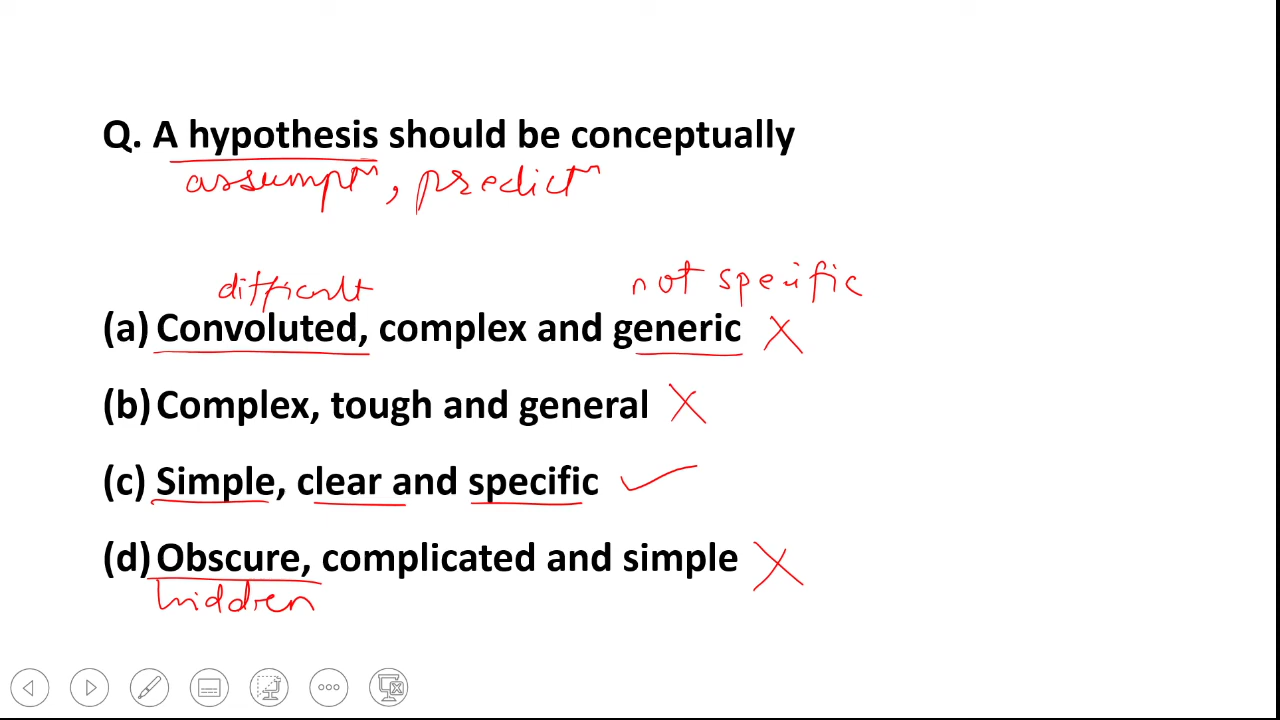 Q. A hypothesis should be conceptually
assumptⁿ, predictⁿ
difficult not specific
(a) Convoluted, complex and generic X
(b) Complex, tough and general X
(c) Simple, clear and specific ✓
(d) Obscure, complicated and simple X
hidden